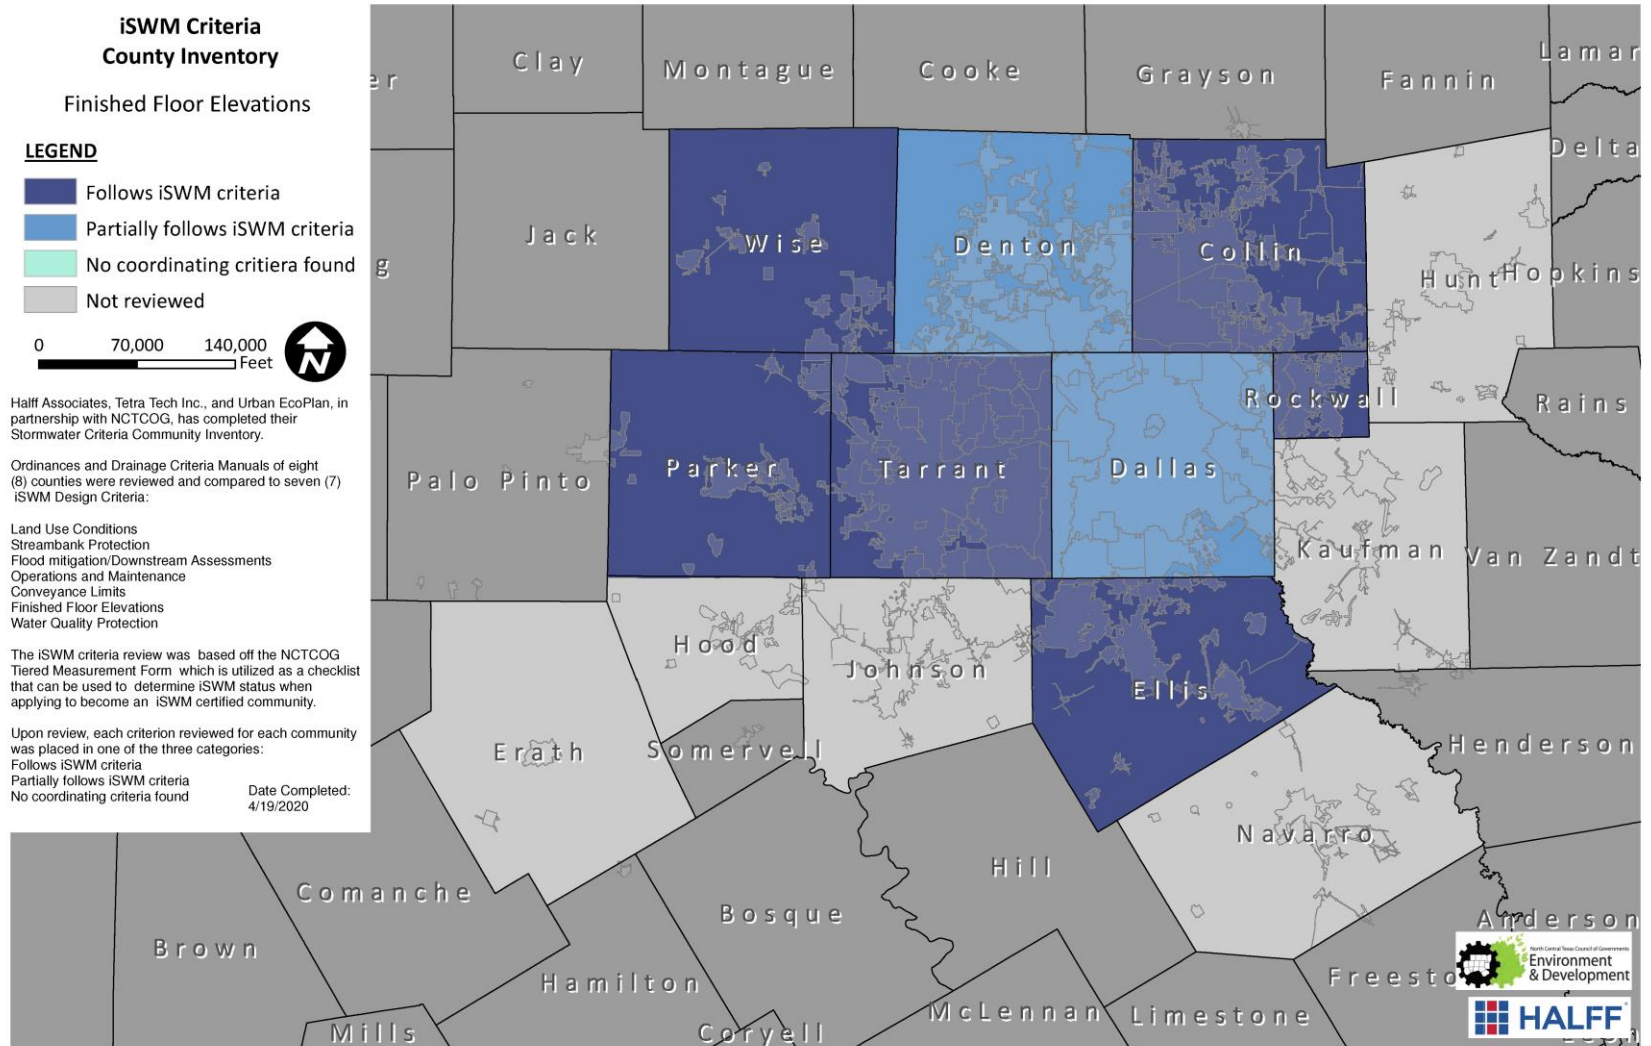 iSWM Criteria
County Inventory
Finished Floor Elevations
LEGEND
Follows iSWM criteria
Partially follows iSWM criteria
No coordinating critiera found
Not reviewed
0 70,000 140,000
Feet
N
Halff Associates, Tetra Tech Inc., and Urban EcoPlan, in
partnership with NCTCOG, has completed their
Stormwater Criteria Community Inventory.
Ordinances and Drainage Criteria Manuals of eight
(8) counties were reviewed and compared to seven (7)
iSWM Design Criteria:
Land Use Conditions
Streambank Protection
Flood mitigation/Downstream Assessments
Operations and Maintenance
Conveyance Limits
Finished Floor Elevations
Water Quality Protection
The iSWM criteria review was based off the NCTCOG
Tiered Measurement Form which is utilized as a checklist
that can be used to determine iSWM status when
applying to become an iSWM certified community.
Upon review, each criterion reviewed for each community
was placed in one of the three categories:
Follows iSWM criteria
Partially follows iSWM criteria
No coordinating criteria found
Date Completed:
4/19/2020
er
Clay
Montague
Cooke
Grayson
Fannin
Lamar
Delta
g
Jack
Wise
Denton
Collin
Hunt
Hopkins
Rockwall
Rains
Palo Pinto
Parker
Tarrant
Dallas
Kaufman
Van Zandt
Hood
Johnson
Ellis
Erath
Somervell
Henderson
Navarro
Comanche
Hill
Bosque
Anderson
Brown
Hamilton
Freesto
McLennan
Limestone
Mills
Coryell
North Central Texas Council of Governments
Environment
& Development
HALFF